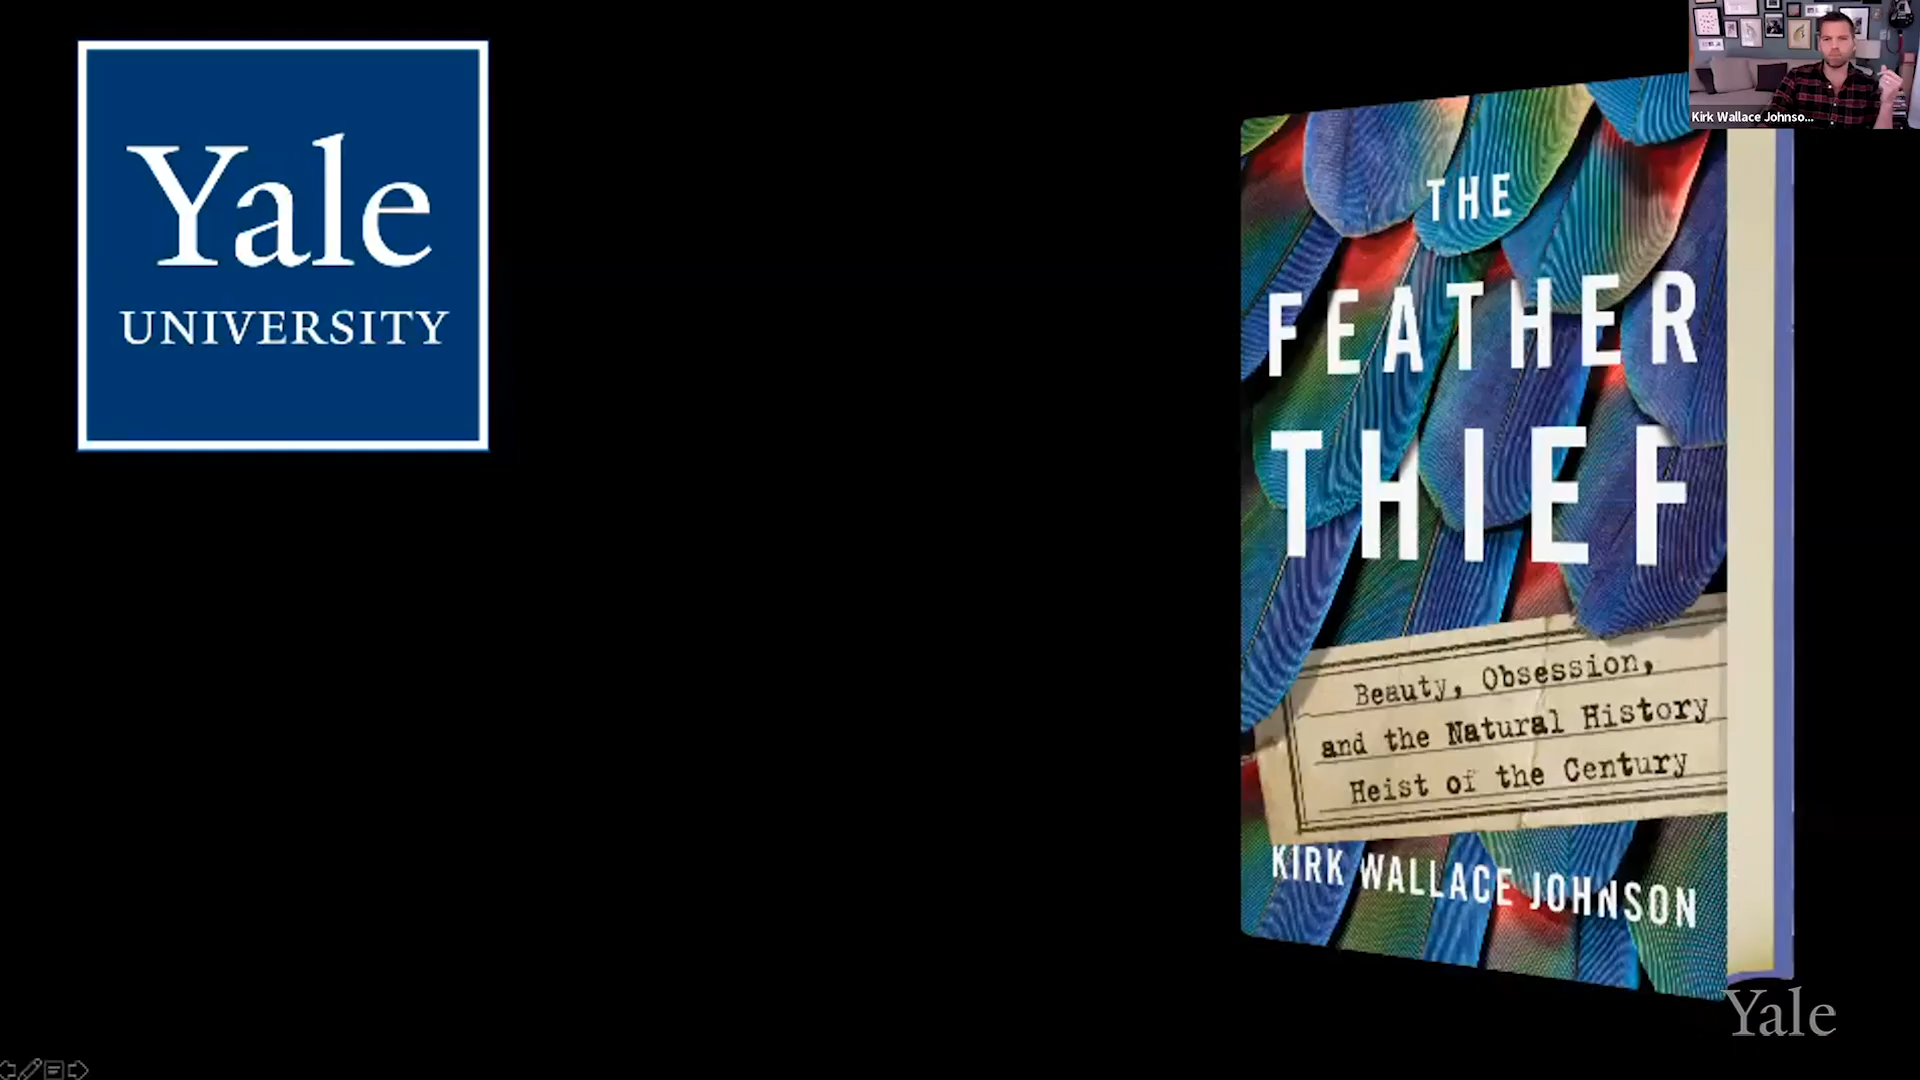 Yale
UNIVERSITY
Kirk Wallace Johnso...
THE
FEATHER
THIEF
Beauty, Obsession,
and the Natural History
Heist of the Century
KIRK WALLACE JOHNSON
Yale